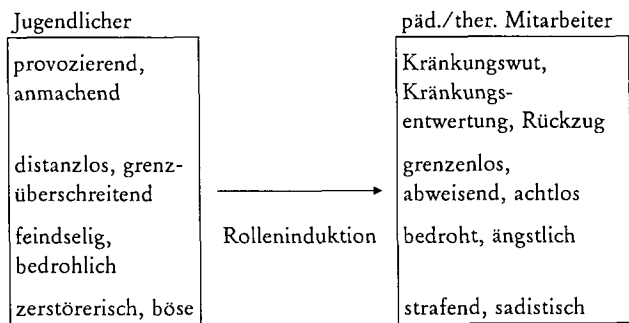 Jugendlicher
provozierend,
anmachend
distanzlos, grenz-
überschreitend
feindselig,
bedrohlich
zerstörerisch, böse
Rolleninduktion
päd./ther. Mitarbeiter
Kränkungswut,
Kränkungs-
entwertung, Rückzug
grenzenlos,
abweisend, achtlos
bedroht, ängstlich
strafend, sadistisch